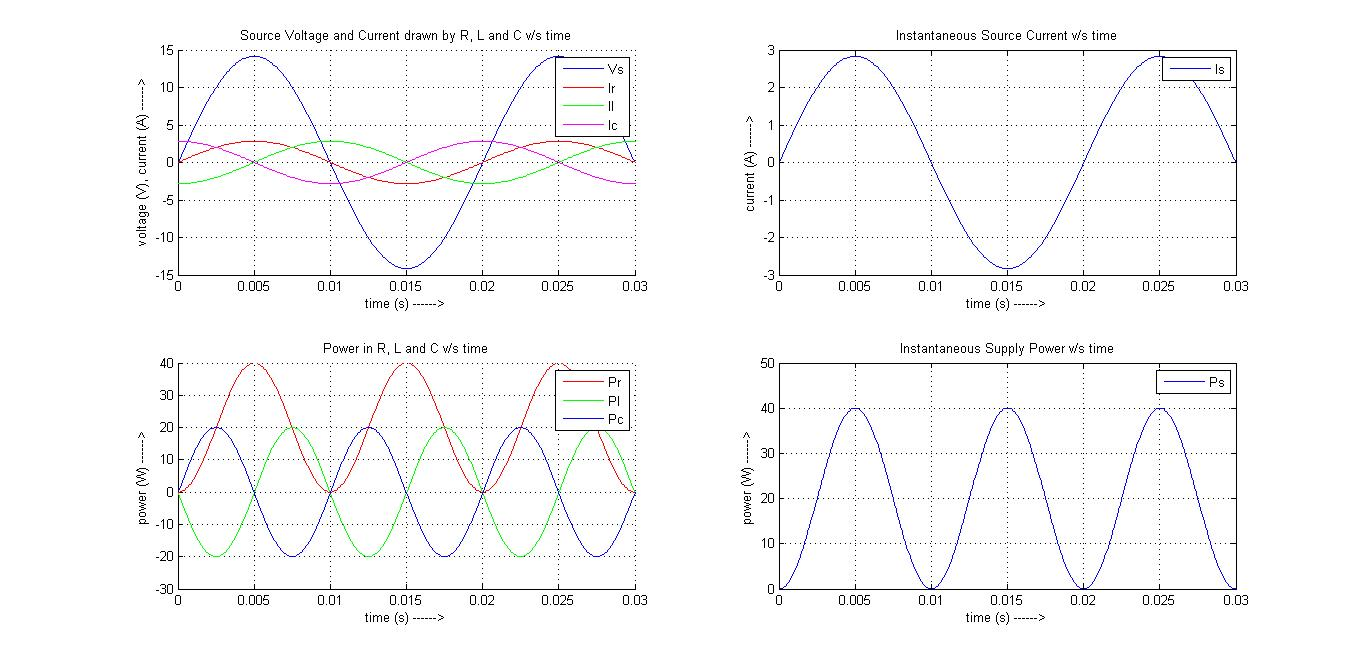 Source Voltage and Current drawn by R, L and C v/s time
15
10
5
0
-5
-10
-15
voltage (V), current (A) ------>
Vs
Ir
Il
Ic
0 0.005 0.01 0.015 0.02 0.025 0.03
time (s) ------>
Instantaneous Source Current v/s time
3
2
1
0
-1
-2
-3
current (A) ------>
Is
0 0.005 0.01 0.015 0.02 0.025 0.03
time (s) ------>
Power in R, L and C v/s time
40
30
20
10
0
-10
-20
-30
power (W) ------>
Pr
Pl
Pc
0 0.005 0.01 0.015 0.02 0.025 0.03
time (s) ------>
Instantaneous Supply Power v/s time
50
40
30
20
10
0
power (W) ------>
Ps
0 0.005 0.01 0.015 0.02 0.025 0.03
time (s) ------>